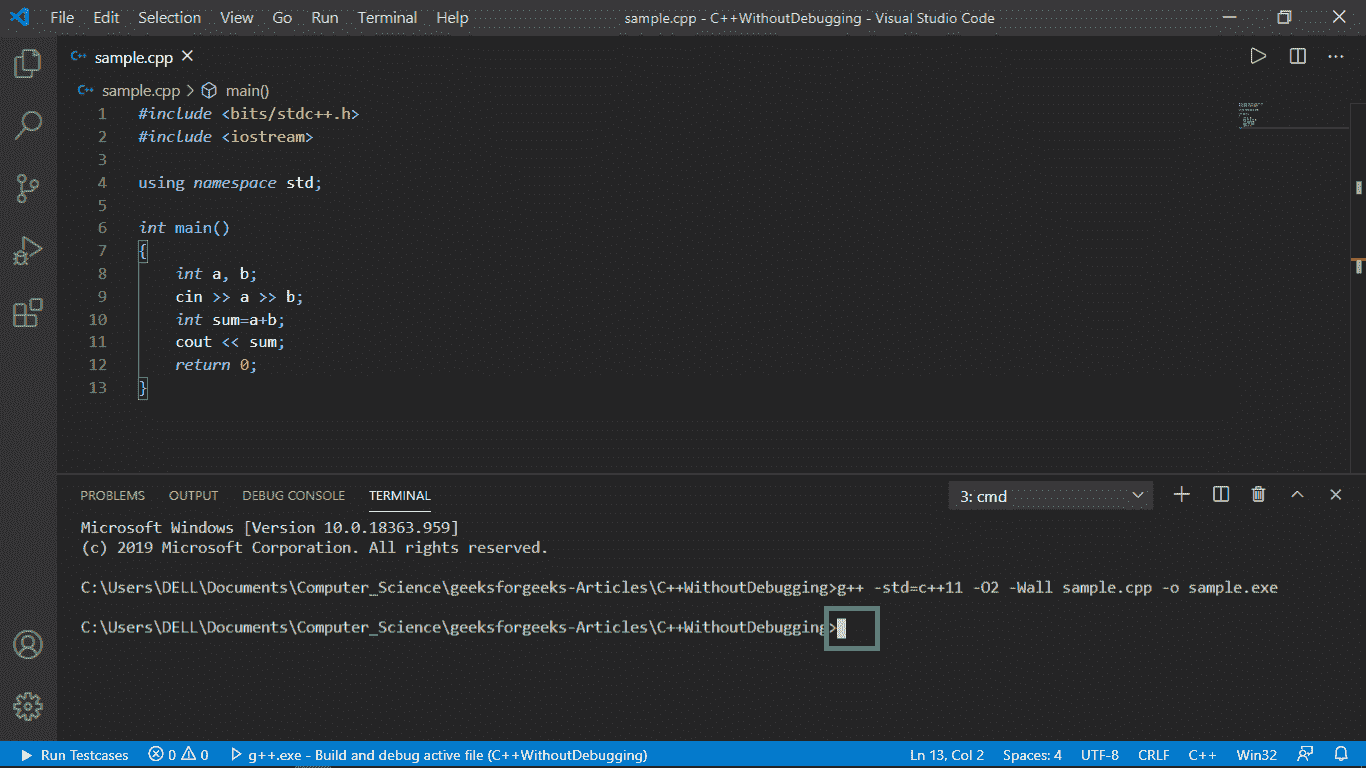 File Edit Selection View Go Run Terminal Help sample.cpp - C++WithoutDebugging - Visual Studio Code
C++ sample.cpp
C++ sample.cpp > main()
1 #include <bits/stdc++.h>
2 #include <iostream>
3
4 using namespace std;
5
6 int main()
7 {
8 int a, b;
9 cin >> a >> b;
10 int sum=a+b;
11 cout << sum;
12 return 0;
13 }
PROBLEMS OUTPUT DEBUG CONSOLE TERMINAL 3: cmd
Microsoft Windows [Version 10.0.18363.959]
(c) 2019 Microsoft Corporation. All rights reserved.
C:\Users\DELL\Documents\Computer_Science\geeksforgeeks-Articles\C++WithoutDebugging>g++ -std=c++11 -O2 -Wall sample.cpp -o sample.exe
C:\Users\DELL\Documents\Computer_Science\geeksforgeeks-Articles\C++WithoutDebugging>
Run Testcases 0 0 g++.exe - Build and debug active file (C++WithoutDebugging) Ln 13, Col 2 Spaces: 4 UTF-8 CRLF C++ Win32